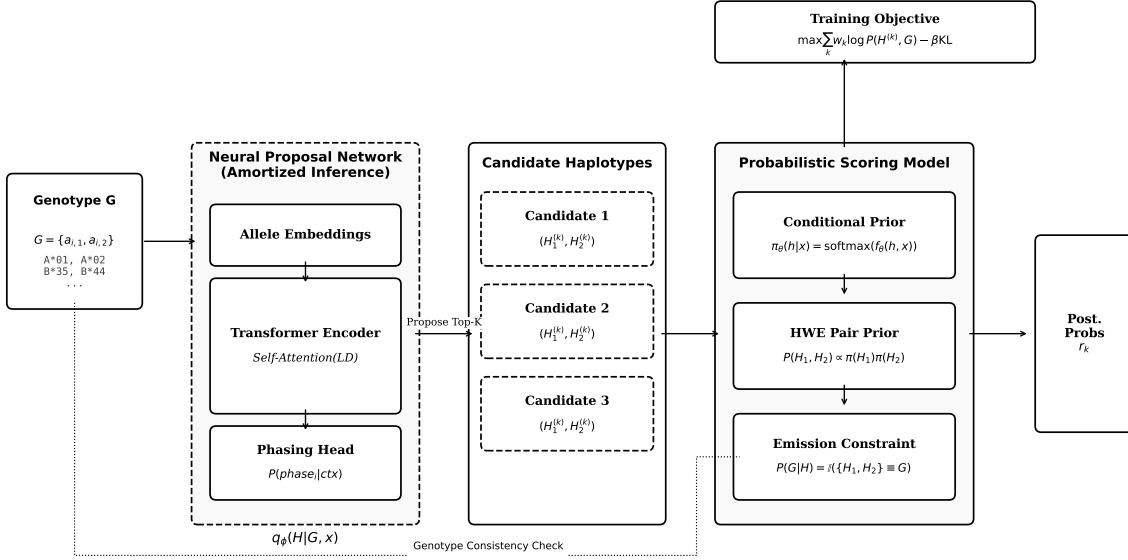 Training Objective
max∑ₖ wₖ log P(H⁽ᵏ⁾, G) − βKL
Genotype G
G = {aᵢ,₁, aᵢ,₂}
A*01, A*02
B*35, B*44
...
Neural Proposal Network
(Amortized Inference)
Allele Embeddings
Transformer Encoder
Self-Attention(LD)
Phasing Head
P(phaseᵢ|ctx)
q_ϕ(H|G, x)
Propose Top-K
Candidate Haplotypes
Candidate 1
(H₁⁽ᵏ⁾, H₂⁽ᵏ⁾)
Candidate 2
(H₁⁽ᵏ⁾, H₂⁽ᵏ⁾)
Candidate 3
(H₁⁽ᵏ⁾, H₂⁽ᵏ⁾)
Probabilistic Scoring Model
Conditional Prior
π_θ(h|x) = softmax(f_θ(h, x))
HWE Pair Prior
P(H₁, H₂) ∝ π(H₁)π(H₂)
Emission Constraint
P(G|H) = 𝕀({H₁, H₂} ≡ G)
Post.
Probs
rₖ
Genotype Consistency Check